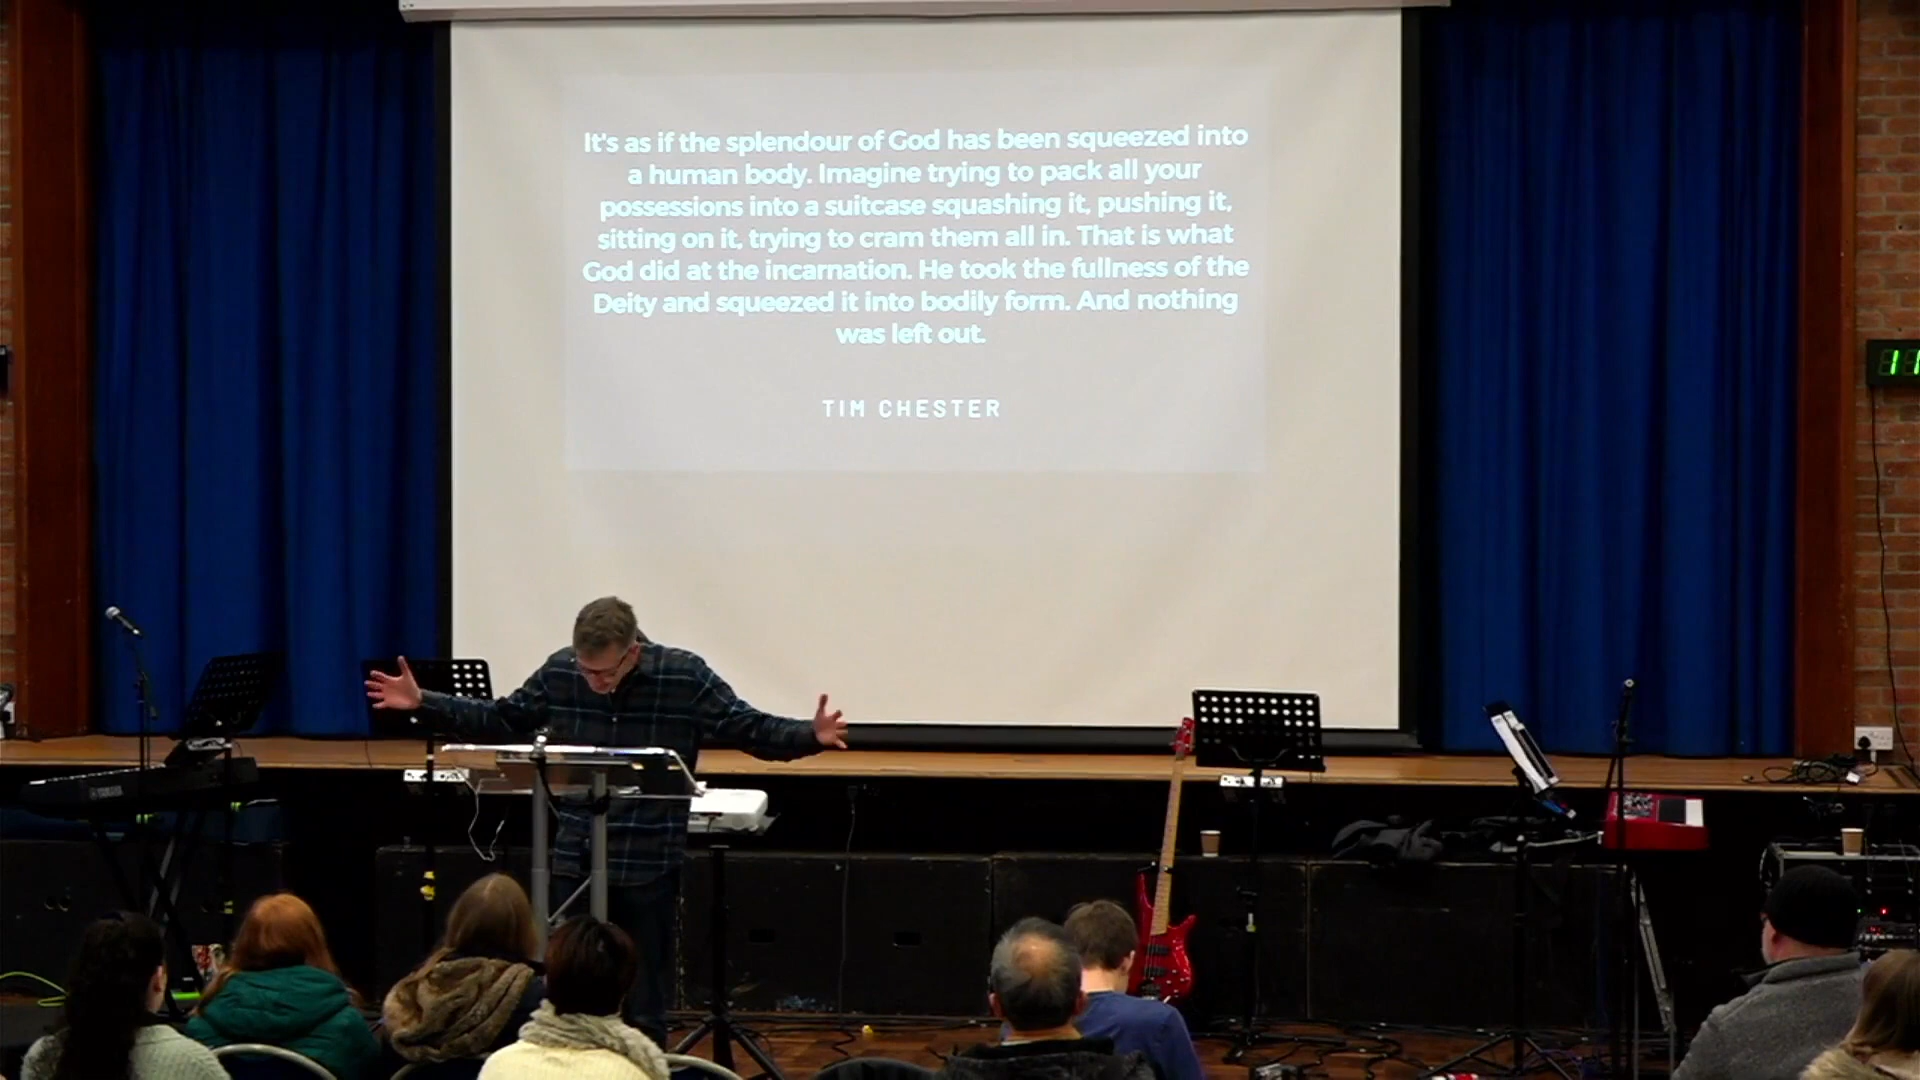 It's as if the splendour of God has been squeezed into
a human body. Imagine trying to pack all your
possessions into a suitcase squashing it, pushing it,
sitting on it, trying to cram them all in. That is what
God did at the incarnation. He took the fullness of the
Deity and squeezed it into bodily form. And nothing
was left out.
TIM CHESTER
11
YAMAHA